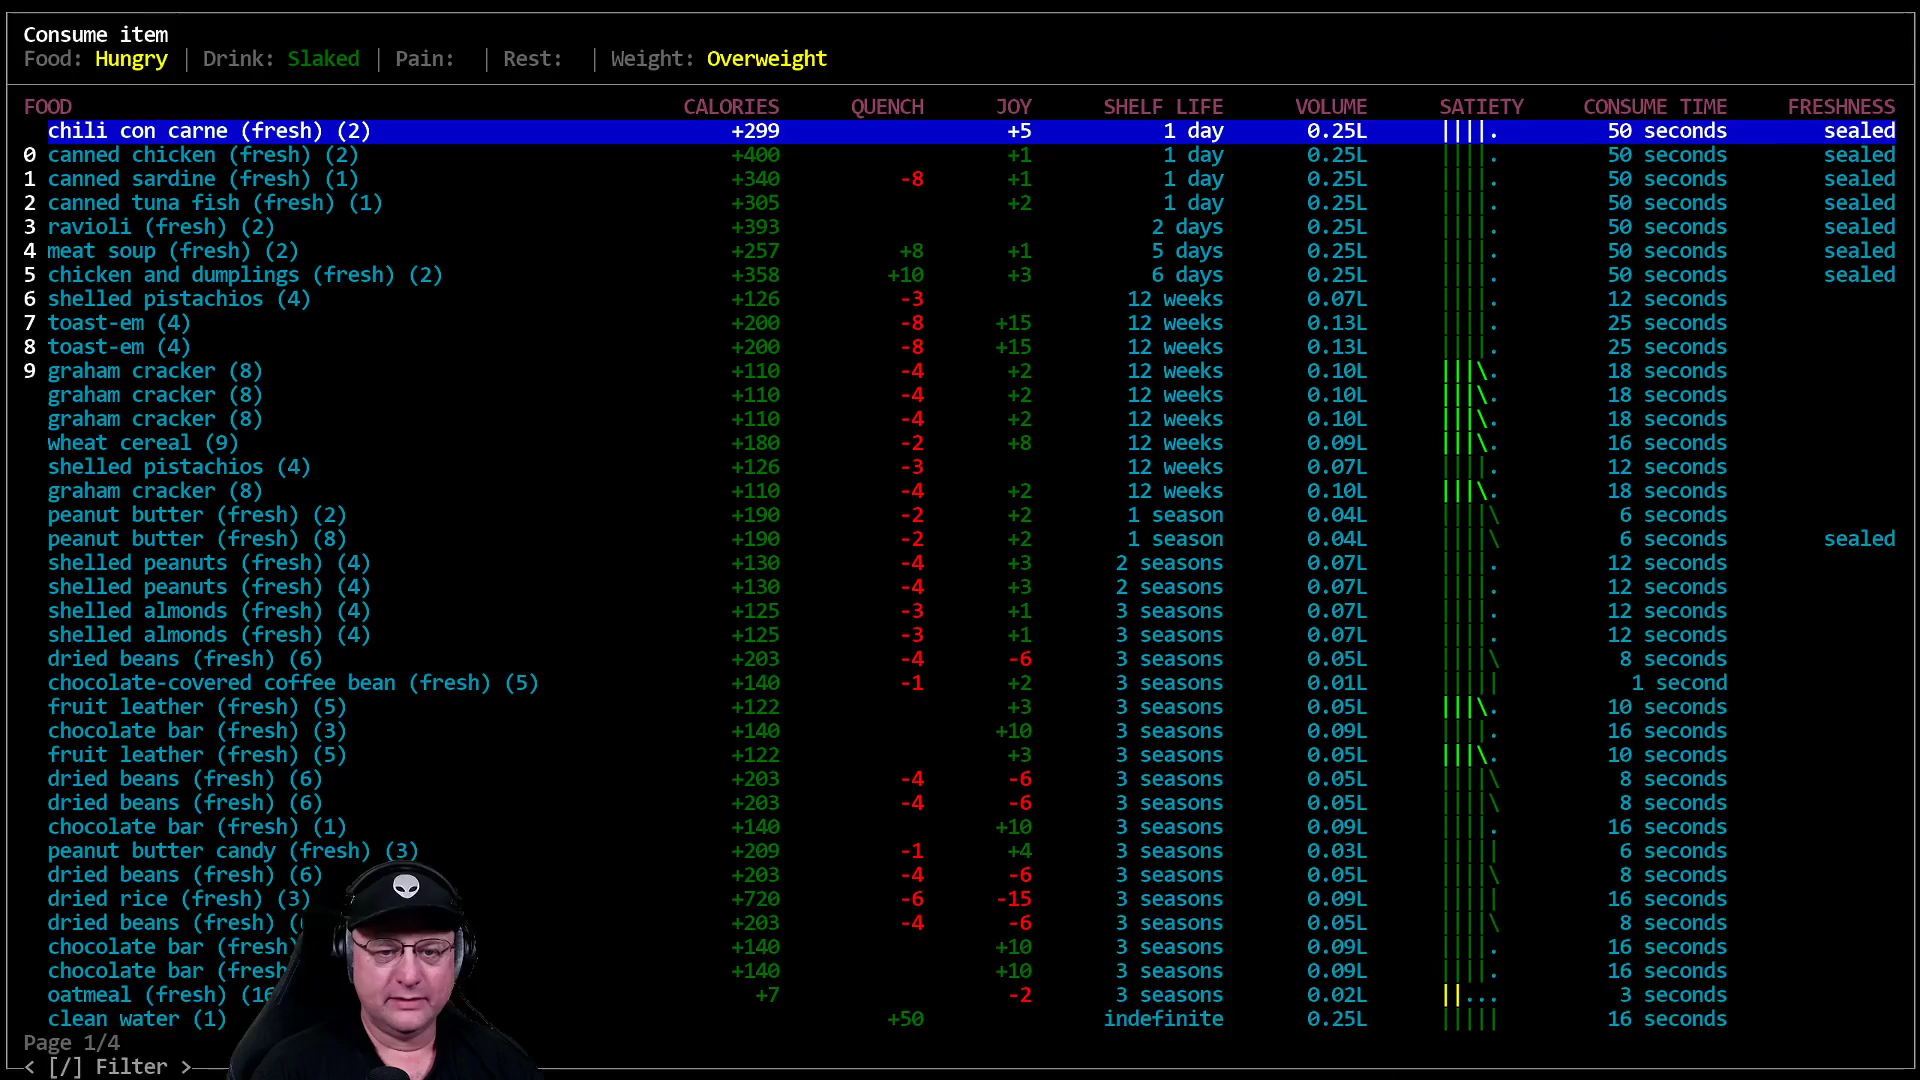 Consume item
Food: Hungry | Drink: Slaked | Pain: | Rest: | Weight: Overweight
FOOD CALORIES QUENCH JOY SHELF LIFE VOLUME SATIETY CONSUME TIME FRESHNESS
chili con carne (fresh) (2) +299 +5 1 day 0.25L ||||. 50 seconds sealed
0 canned chicken (fresh) (2) +400 +1 1 day 0.25L ||||. 50 seconds sealed
1 canned sardine (fresh) (1) +340 -8 +1 1 day 0.25L ||||. 50 seconds sealed
2 canned tuna fish (fresh) (1) +305 +2 1 day 0.25L ||||. 50 seconds sealed
3 ravioli (fresh) (2) +393 2 days 0.25L ||||. 50 seconds sealed
4 meat soup (fresh) (2) +257 +8 +1 5 days 0.25L ||||. 50 seconds sealed
5 chicken and dumplings (fresh) (2) +358 +10 +3 6 days 0.25L ||||. 50 seconds sealed
6 shelled pistachios (4) +126 -3 12 weeks 0.07L ||||. 12 seconds
7 toast-em (4) +200 -8 +15 12 weeks 0.13L ||||. 25 seconds
8 toast-em (4) +200 -8 +15 12 weeks 0.13L ||||. 25 seconds
9 graham cracker (8) +110 -4 +2 12 weeks 0.10L |||\. 18 seconds
graham cracker (8) +110 -4 +2 12 weeks 0.10L |||\. 18 seconds
graham cracker (8) +110 -4 +2 12 weeks 0.10L |||\. 18 seconds
wheat cereal (9) +180 -2 +8 12 weeks 0.09L |||\. 16 seconds
shelled pistachios (4) +126 -3 12 weeks 0.07L ||||. 12 seconds
graham cracker (8) +110 -4 +2 12 weeks 0.10L |||\. 18 seconds
peanut butter (fresh) (2) +190 -2 +2 1 season 0.04L ||||\ 6 seconds
peanut butter (fresh) (8) +190 -2 +2 1 season 0.04L ||||\ 6 seconds sealed
shelled peanuts (fresh) (4) +130 -4 +3 2 seasons 0.07L ||||. 12 seconds
shelled peanuts (fresh) (4) +130 -4 +3 2 seasons 0.07L ||||. 12 seconds
shelled almonds (fresh) (4) +125 -3 +1 3 seasons 0.07L ||||. 12 seconds
shelled almonds (fresh) (4) +125 -3 +1 3 seasons 0.07L ||||. 12 seconds
dried beans (fresh) (6) +203 -4 -6 3 seasons 0.05L ||||\ 8 seconds
chocolate-covered coffee bean (fresh) (5) +140 -1 +2 3 seasons 0.01L ||||| 1 second
fruit leather (fresh) (5) +122 +3 3 seasons 0.05L |||\. 10 seconds
chocolate bar (fresh) (3) +140 +10 3 seasons 0.09L ||||. 16 seconds
fruit leather (fresh) (5) +122 +3 3 seasons 0.05L |||\. 10 seconds
dried beans (fresh) (6) +203 -4 -6 3 seasons 0.05L ||||\ 8 seconds
dried beans (fresh) (6) +203 -4 -6 3 seasons 0.05L ||||\ 8 seconds
chocolate bar (fresh) (1) +140 +10 3 seasons 0.09L ||||. 16 seconds
peanut butter candy (fresh) (3) +209 -1 +4 3 seasons 0.03L ||||| 6 seconds
dried beans (fresh) (6) +203 -4 -6 3 seasons 0.05L ||||\ 8 seconds
dried rice (fresh) (3) +720 -6 -15 3 seasons 0.09L ||||| 16 seconds
dried beans (fresh) ( +203 -4 -6 3 seasons 0.05L ||||\ 8 seconds
chocolate bar (fresh) +140 +10 3 seasons 0.09L ||||. 16 seconds
chocolate bar (fresh +140 +10 3 seasons 0.09L ||||. 16 seconds
oatmeal (fresh) (16 +7 -2 3 seasons 0.02L ||... 3 seconds
clean water (1) +50 indefinite 0.25L ||||| 16 seconds
Page 1/4
< [/] Filter >